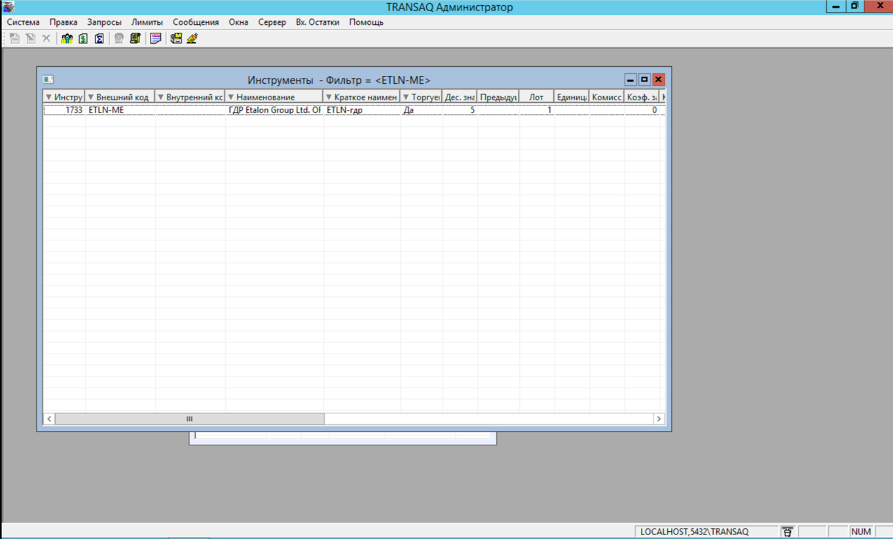 TRANSAQ Администратор
Система Правка Запросы Лимиты Сообщения Окна Сервер Вх. Остатки Помощь
Инструменты - Фильтр = <ETLN-ME>
Инстру Внешний код Внутренний кс Наименование Краткое наимен Торгуе Дес. зна Предыду Лот Единиц Комисс Коэф. з
1733 ETLN-ME ГДР Etalon Group Ltd. ETLN-гдр Да 5 1 0
LOCALHOST,5432\TRANSAQ NUM